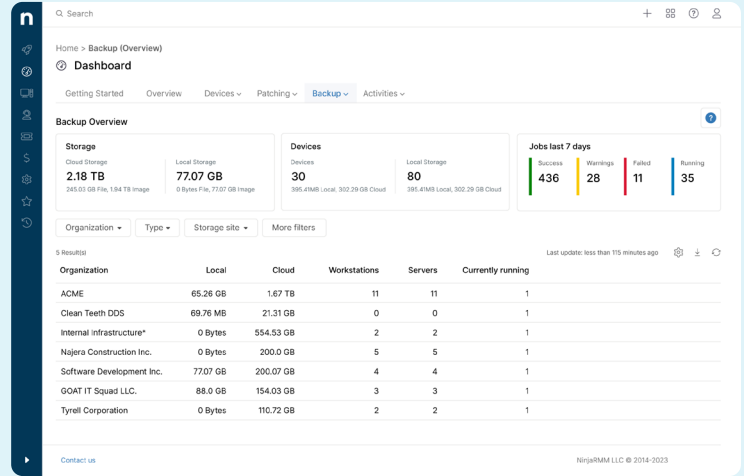 n
Search
Home > Backup (Overview)
Dashboard
Getting Started Overview Devices Patching Backup Activities
Backup Overview
?
Storage
Cloud Storage Local Storage
2.18 TB 77.07 GB
245.03 GB File, 1.94 TB Image 0 Bytes File, 77.07 GB Image
Devices
Devices Local Storage
30 80
395.41MB Local, 302.29 GB Cloud 395.41MB Local, 302.29 GB Cloud
Jobs last 7 days
Success Warnings Failed Running
436 28 11 35
Organization Type Storage site More filters
5 Result(s) Last update: less than 115 minutes ago
Organization Local Cloud Workstations Servers Currently running
ACME 65.26 GB 1.67 TB 11 11 1
Clean Teeth DDS 69.76 MB 21.31 GB 0 0 1
Internal Infrastructure* 0 Bytes 554.53 GB 2 2 1
Najera Construction Inc. 0 Bytes 200.0 GB 5 5 1
Software Development Inc. 77.07 GB 200.07 GB 4 4 1
GOAT IT Squad LLC. 88.0 GB 154.03 GB 3 3 1
Tyrell Corporation 0 Bytes 110.72 GB 2 2 1
Contact us NinjaRMM LLC © 2014-2023